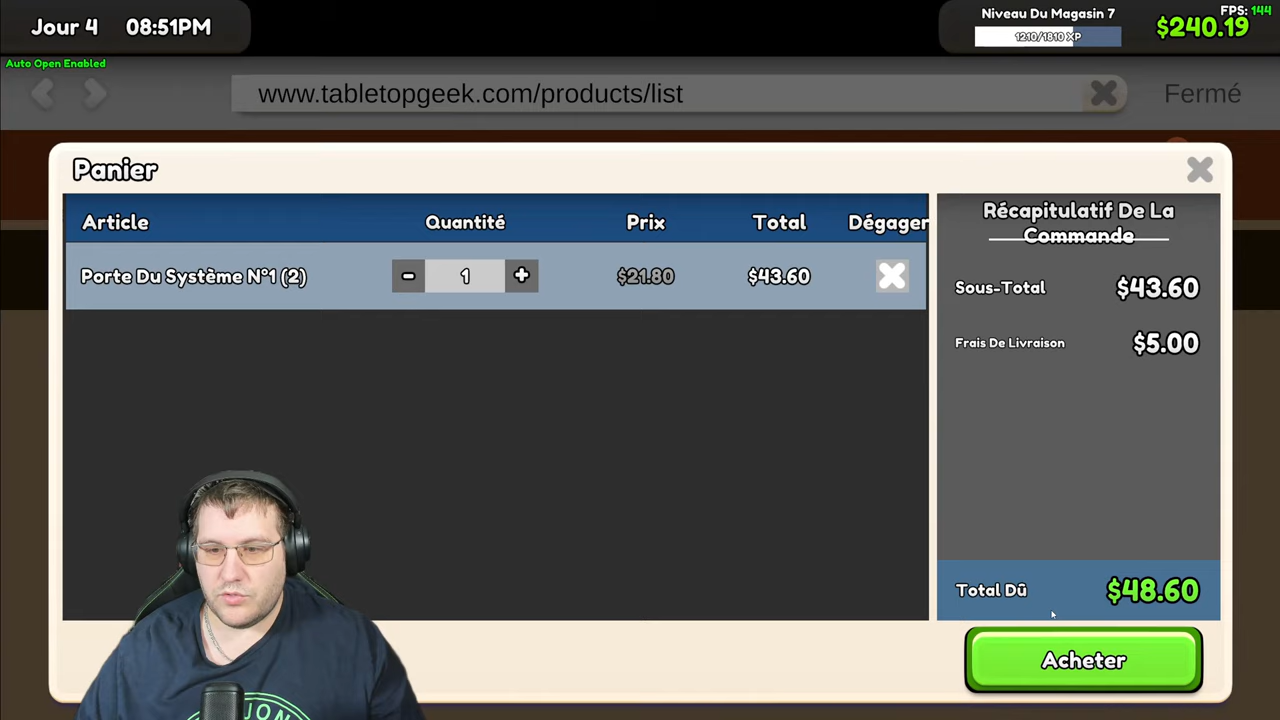 Jour 4 08:51PM
Niveau Du Magasin 7
1210/1810 XP
FPS: 144
$240.19
Auto Open Enabled
www.tabletopgeek.com/products/list
Fermé
Panier
Article Quantité Prix Total Dégager
Porte Du Système N°1 (2) - 1 + $21.80 $43.60
Récapitulatif De La
Commande
Sous-Total $43.60
Frais De Livraison $5.00
Total Dû $48.60
Acheter